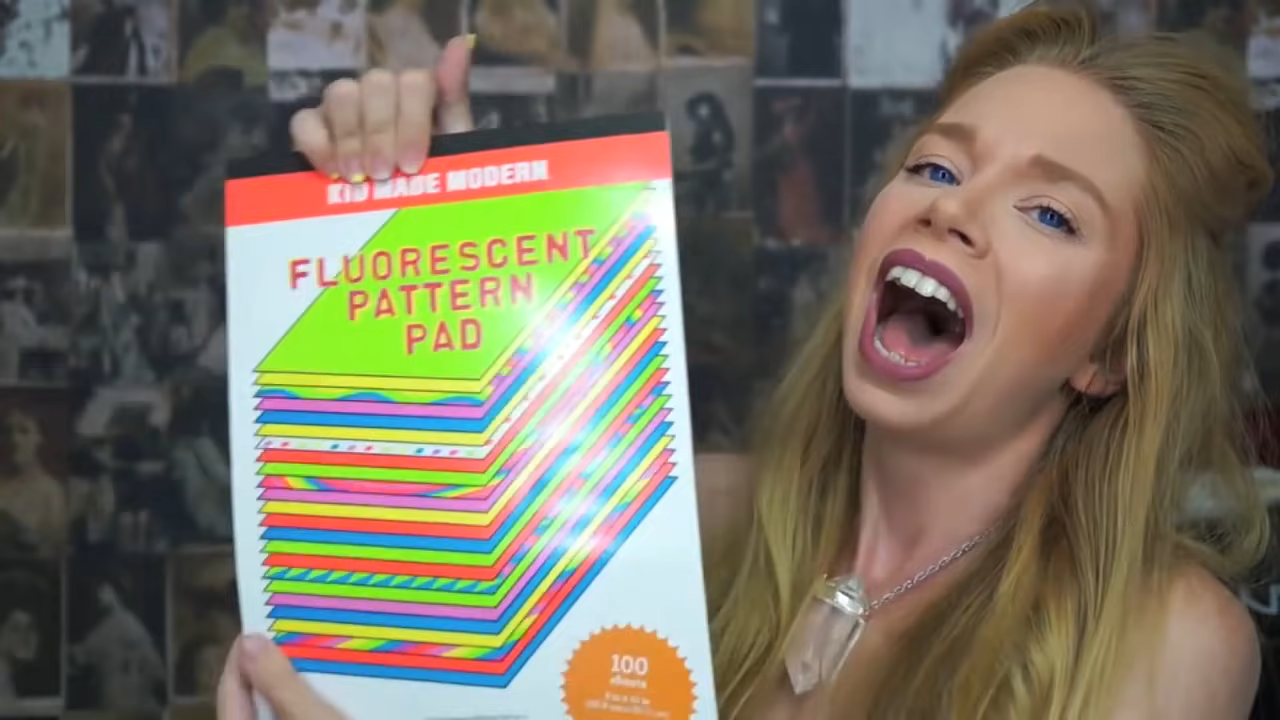 KID MADE MODERN
FLUORESCENT
PATTERN
PAD
100
sheets